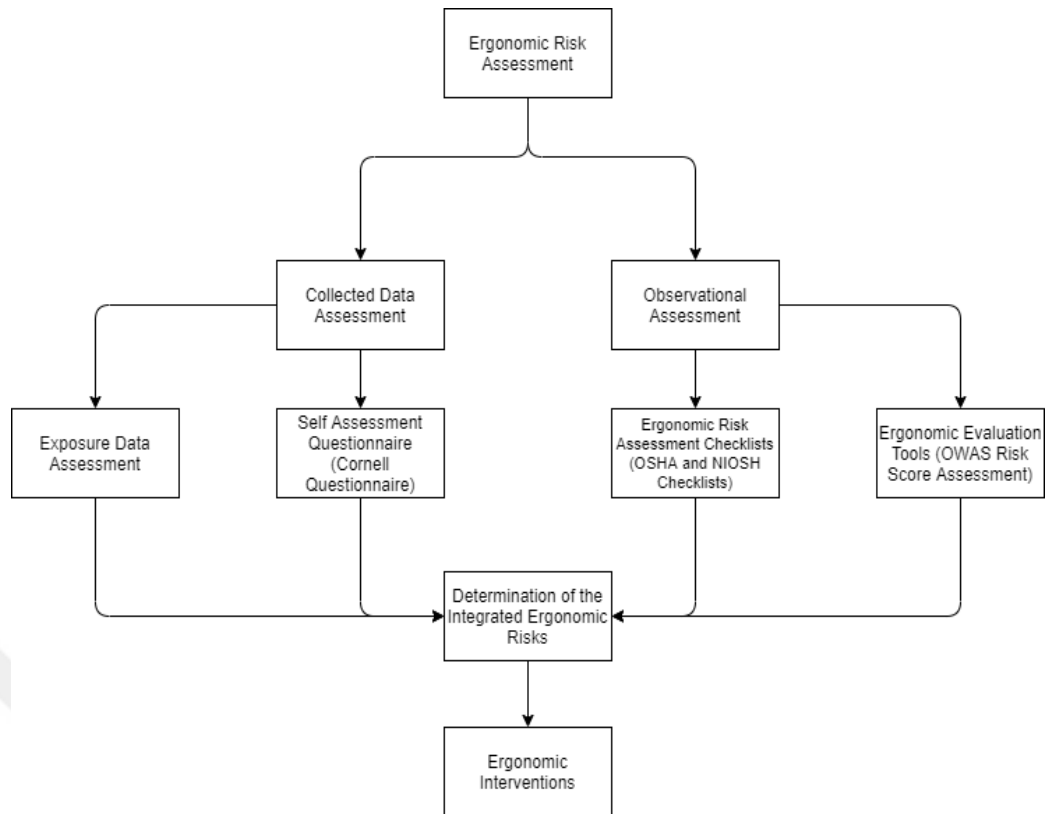 Ergonomic Risk
Assessment
Collected Data
Assessment
Observational
Assessment
Exposure Data
Assessment
Self Assessment
Questionnaire
(Cornell
Questionnaire)
Ergonomic Risk
Assessment Checklists
(OSHA and NIOSH
Checklists)
Ergonomic Evaluation
Tools (OWAS Risk
Score Assessment)
Determination of the
Integrated Ergonomic
Risks
Ergonomic
Interventions